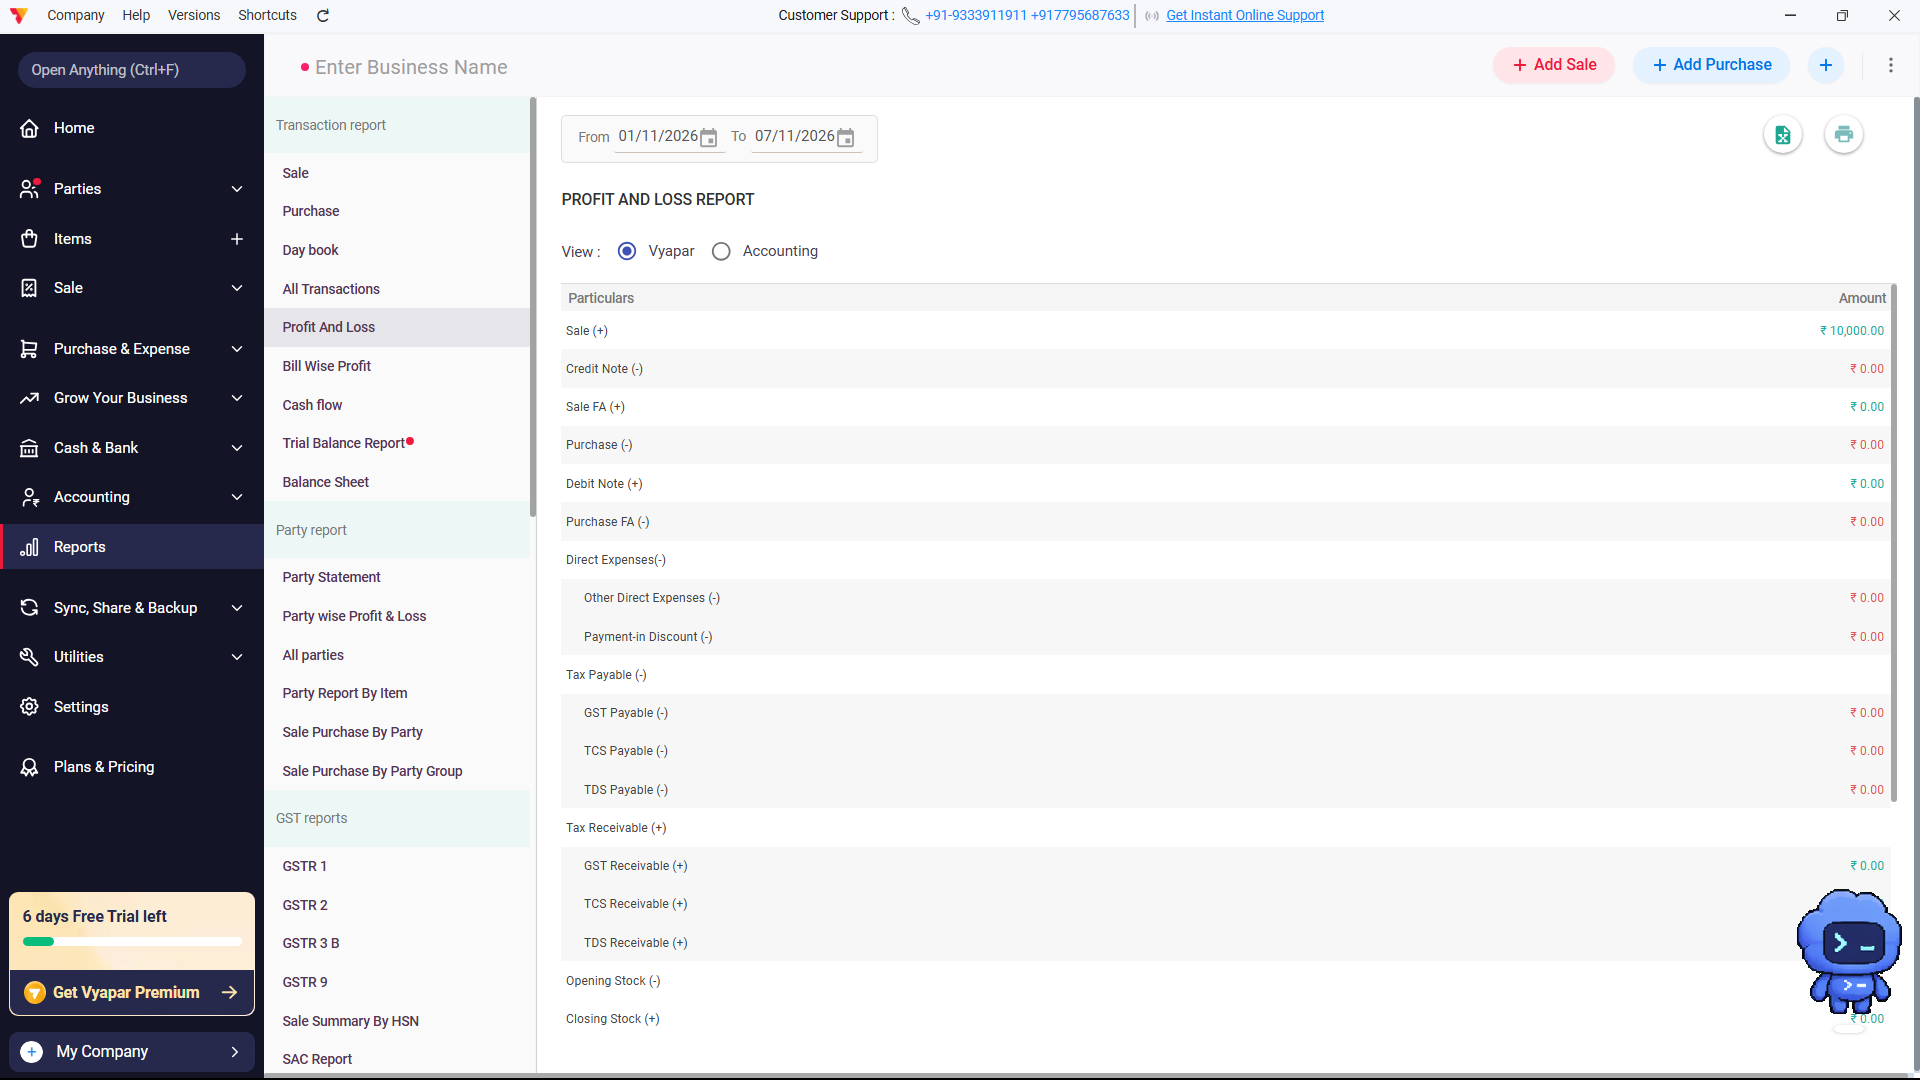 Company Help Versions Shortcuts
Customer Support : +91-9333911911 +917795687633 Get Instant Online Support
Open Anything (Ctrl+F)
Home
Parties
Items
Sale
Purchase & Expense
Grow Your Business
Cash & Bank
Accounting
Reports
Sync, Share & Backup
Utilities
Settings
Plans & Pricing
6 days Free Trial left
Get Vyapar Premium
My Company
Enter Business Name
Add Sale
Add Purchase
Transaction report
Sale
Purchase
Day book
All Transactions
Profit And Loss
Bill Wise Profit
Cash flow
Trial Balance Report
Balance Sheet
Party report
Party Statement
Party wise Profit & Loss
All parties
Party Report By Item
Sale Purchase By Party
Sale Purchase By Party Group
GST reports
GSTR 1
GSTR 2
GSTR 3 B
GSTR 9
Sale Summary By HSN
SAC Report
From 01/11/2026 To 07/11/2026
PROFIT AND LOSS REPORT
View : Vyapar Accounting
Particulars Amount
Sale (+) ₹ 10,000.00
Credit Note (-) ₹ 0.00
Sale FA (+) ₹ 0.00
Purchase (-) ₹ 0.00
Debit Note (+) ₹ 0.00
Purchase FA (-) ₹ 0.00
Direct Expenses(-)
Other Direct Expenses (-) ₹ 0.00
Payment-in Discount (-) ₹ 0.00
Tax Payable (-)
GST Payable (-) ₹ 0.00
TCS Payable (-) ₹ 0.00
TDS Payable (-) ₹ 0.00
Tax Receivable (+)
GST Receivable (+) ₹ 0.00
TCS Receivable (+)
TDS Receivable (+)
Opening Stock (-)
Closing Stock (+) ₹ 0.00